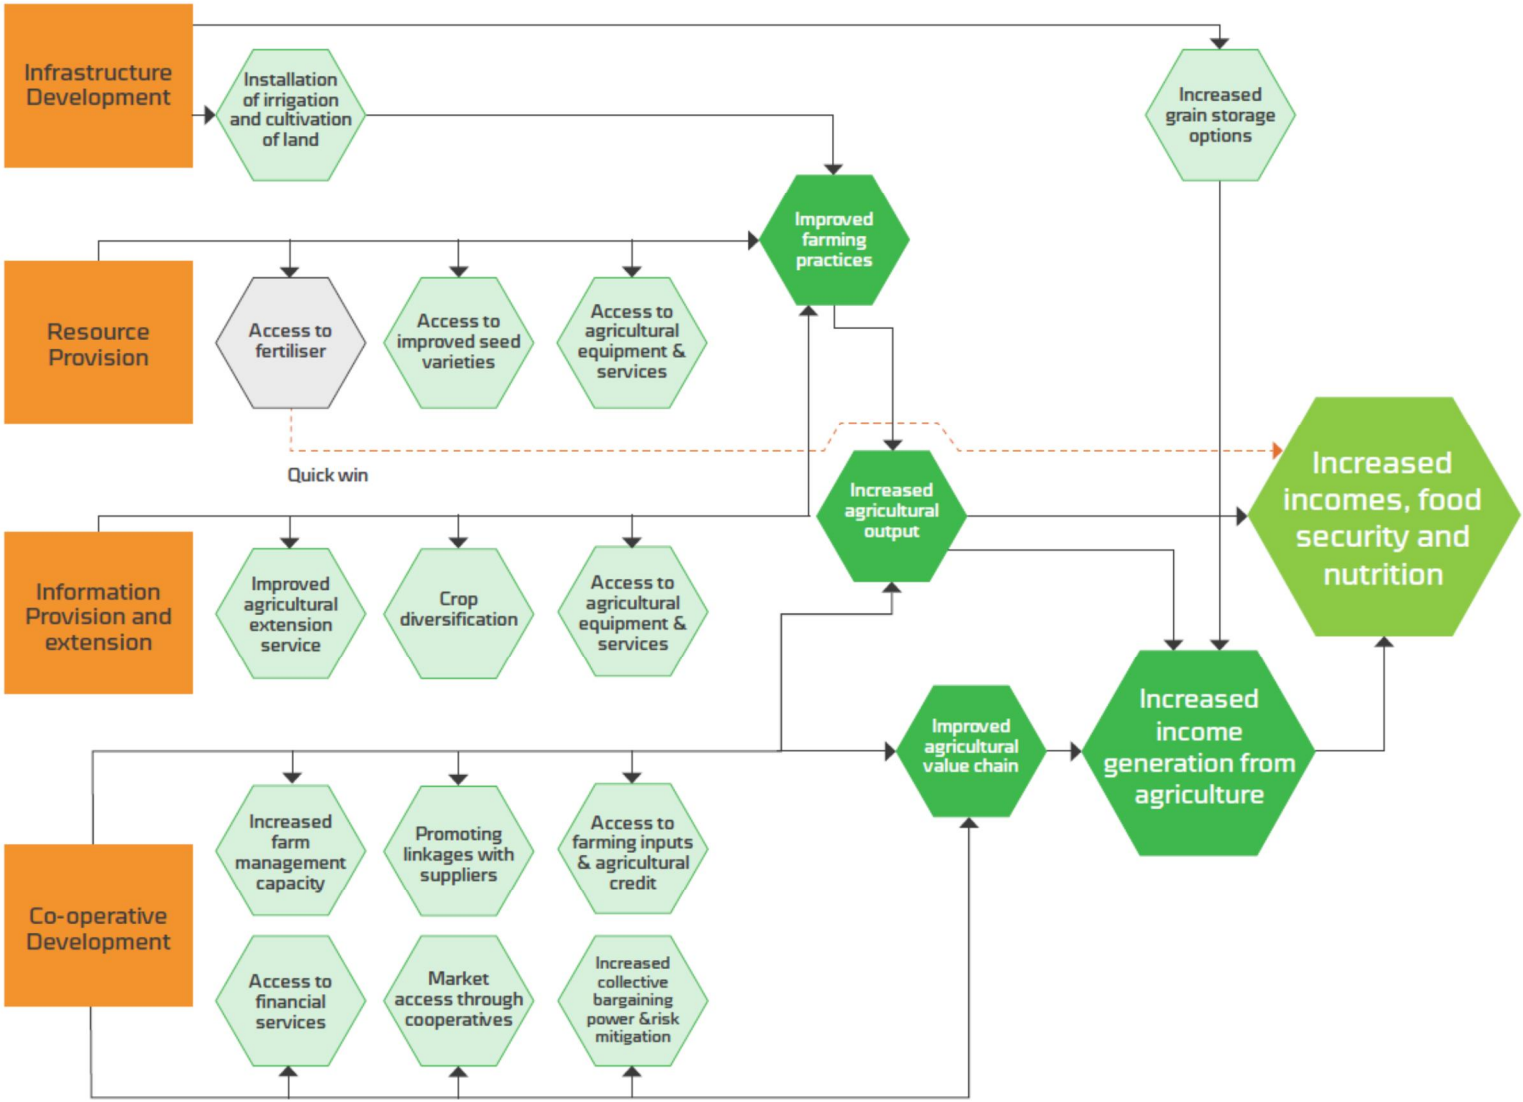 Infrastructure
Development
Installation
of irrigation
and cultivation
of land
Increased
grain storage
options
Improved
farming
practices
Resource
Provision
Access to
fertiliser
Access to
improved seed
varieties
Access to
agricultural
equipment &
services
Quick win
Increased
agricultural
output
Increased
incomes, food
security and
nutrition
Information
Provision and
extension
Improved
agricultural
extension
service
Crop
diversification
Access to
agricultural
equipment &
services
Improved
agricultural
value chain
Increased
income
generation from
agriculture
Co-operative
Development
Increased
farm
management
capacity
Promoting
linkages with
suppliers
Access to
farming inputs
& agricultural
credit
Access to
financial
services
Market
access through
cooperatives
Increased
collective
bargaining
power &risk
mitigation